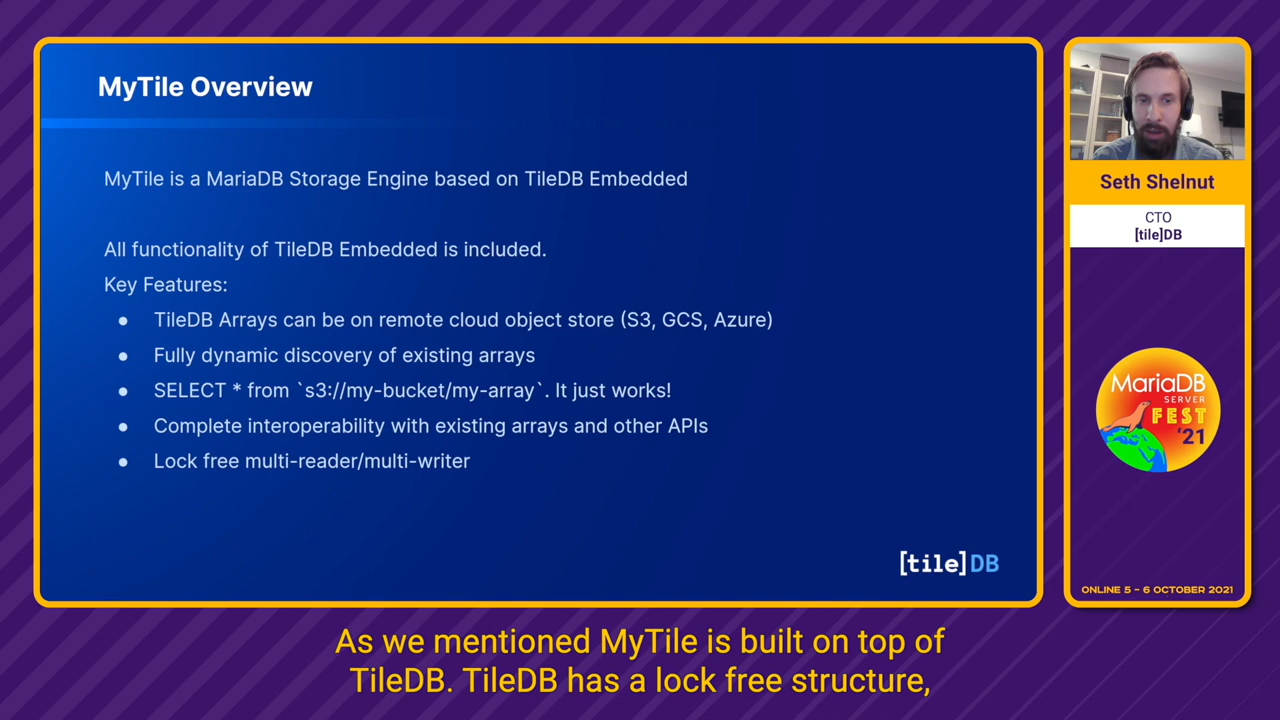 MyTile Overview
MyTile is a MariaDB Storage Engine based on TileDB Embedded
All functionality of TileDB Embedded is included.
Key Features:
● TileDB Arrays can be on remote cloud object store (S3, GCS, Azure)
● Fully dynamic discovery of existing arrays
● SELECT * from `s3://my-bucket/my-array`. It just works!
● Complete interoperability with existing arrays and other APIs
● Lock free multi-reader/multi-writer
[tile]DB
Seth Shelnut
CTO
[tile]DB
MariaDB
SERVER
FEST
'21
ONLINE 5 - 6 OCTOBER 2021
As we mentioned MyTile is built on top of
TileDB. TileDB has a lock free structure,